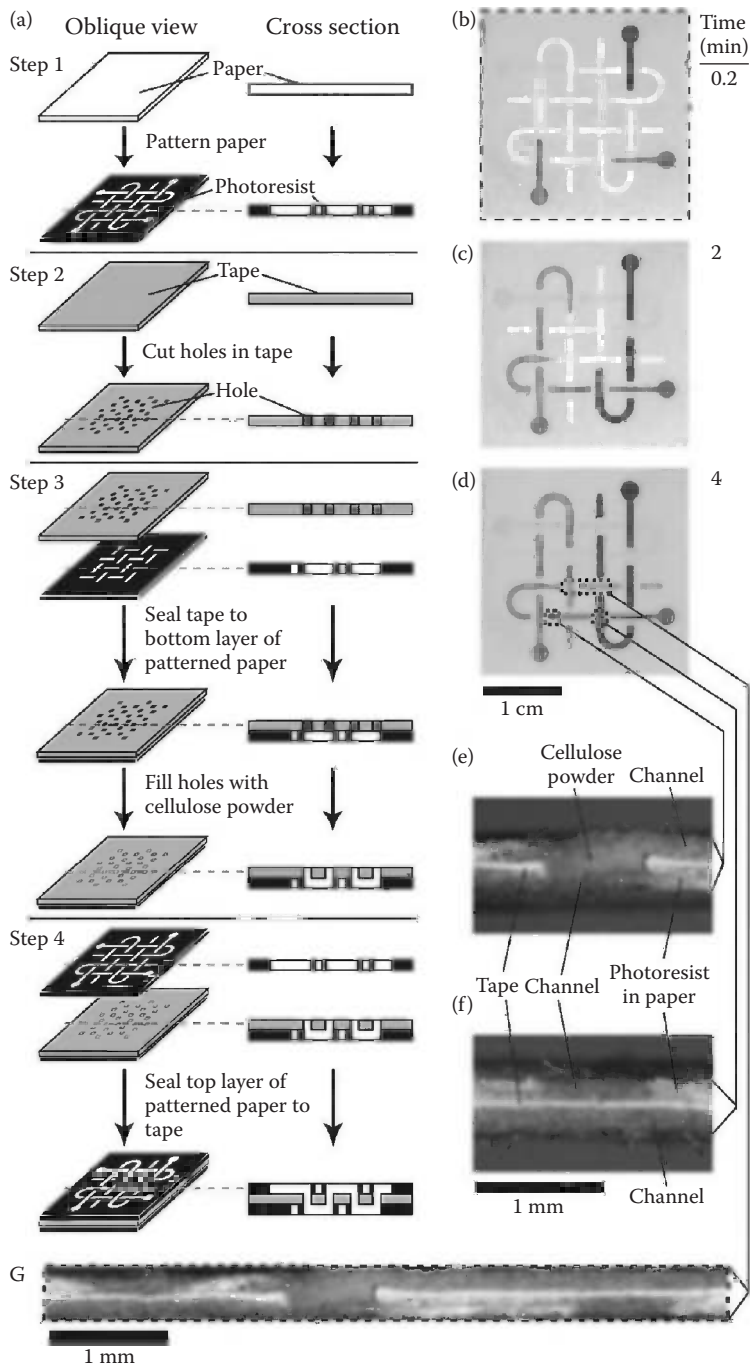 (a)
Oblique view
Cross section
Step 1
Paper
Pattern paper
Photoresist
Step 2
Tape
Cut holes in tape
Hole
Step 3
Seal tape to
bottom layer of
patterned paper
Fill holes with
cellulose powder
Step 4
Seal top layer of
patterned paper to
tape
(b)
Time
(min)
0.2
(c)
2
(d)
4
1 cm
(e)
Cellulose
powder
Channel
Tape
Channel
Photoresist
in paper
(f)
1 mm
Channel
G
1 mm